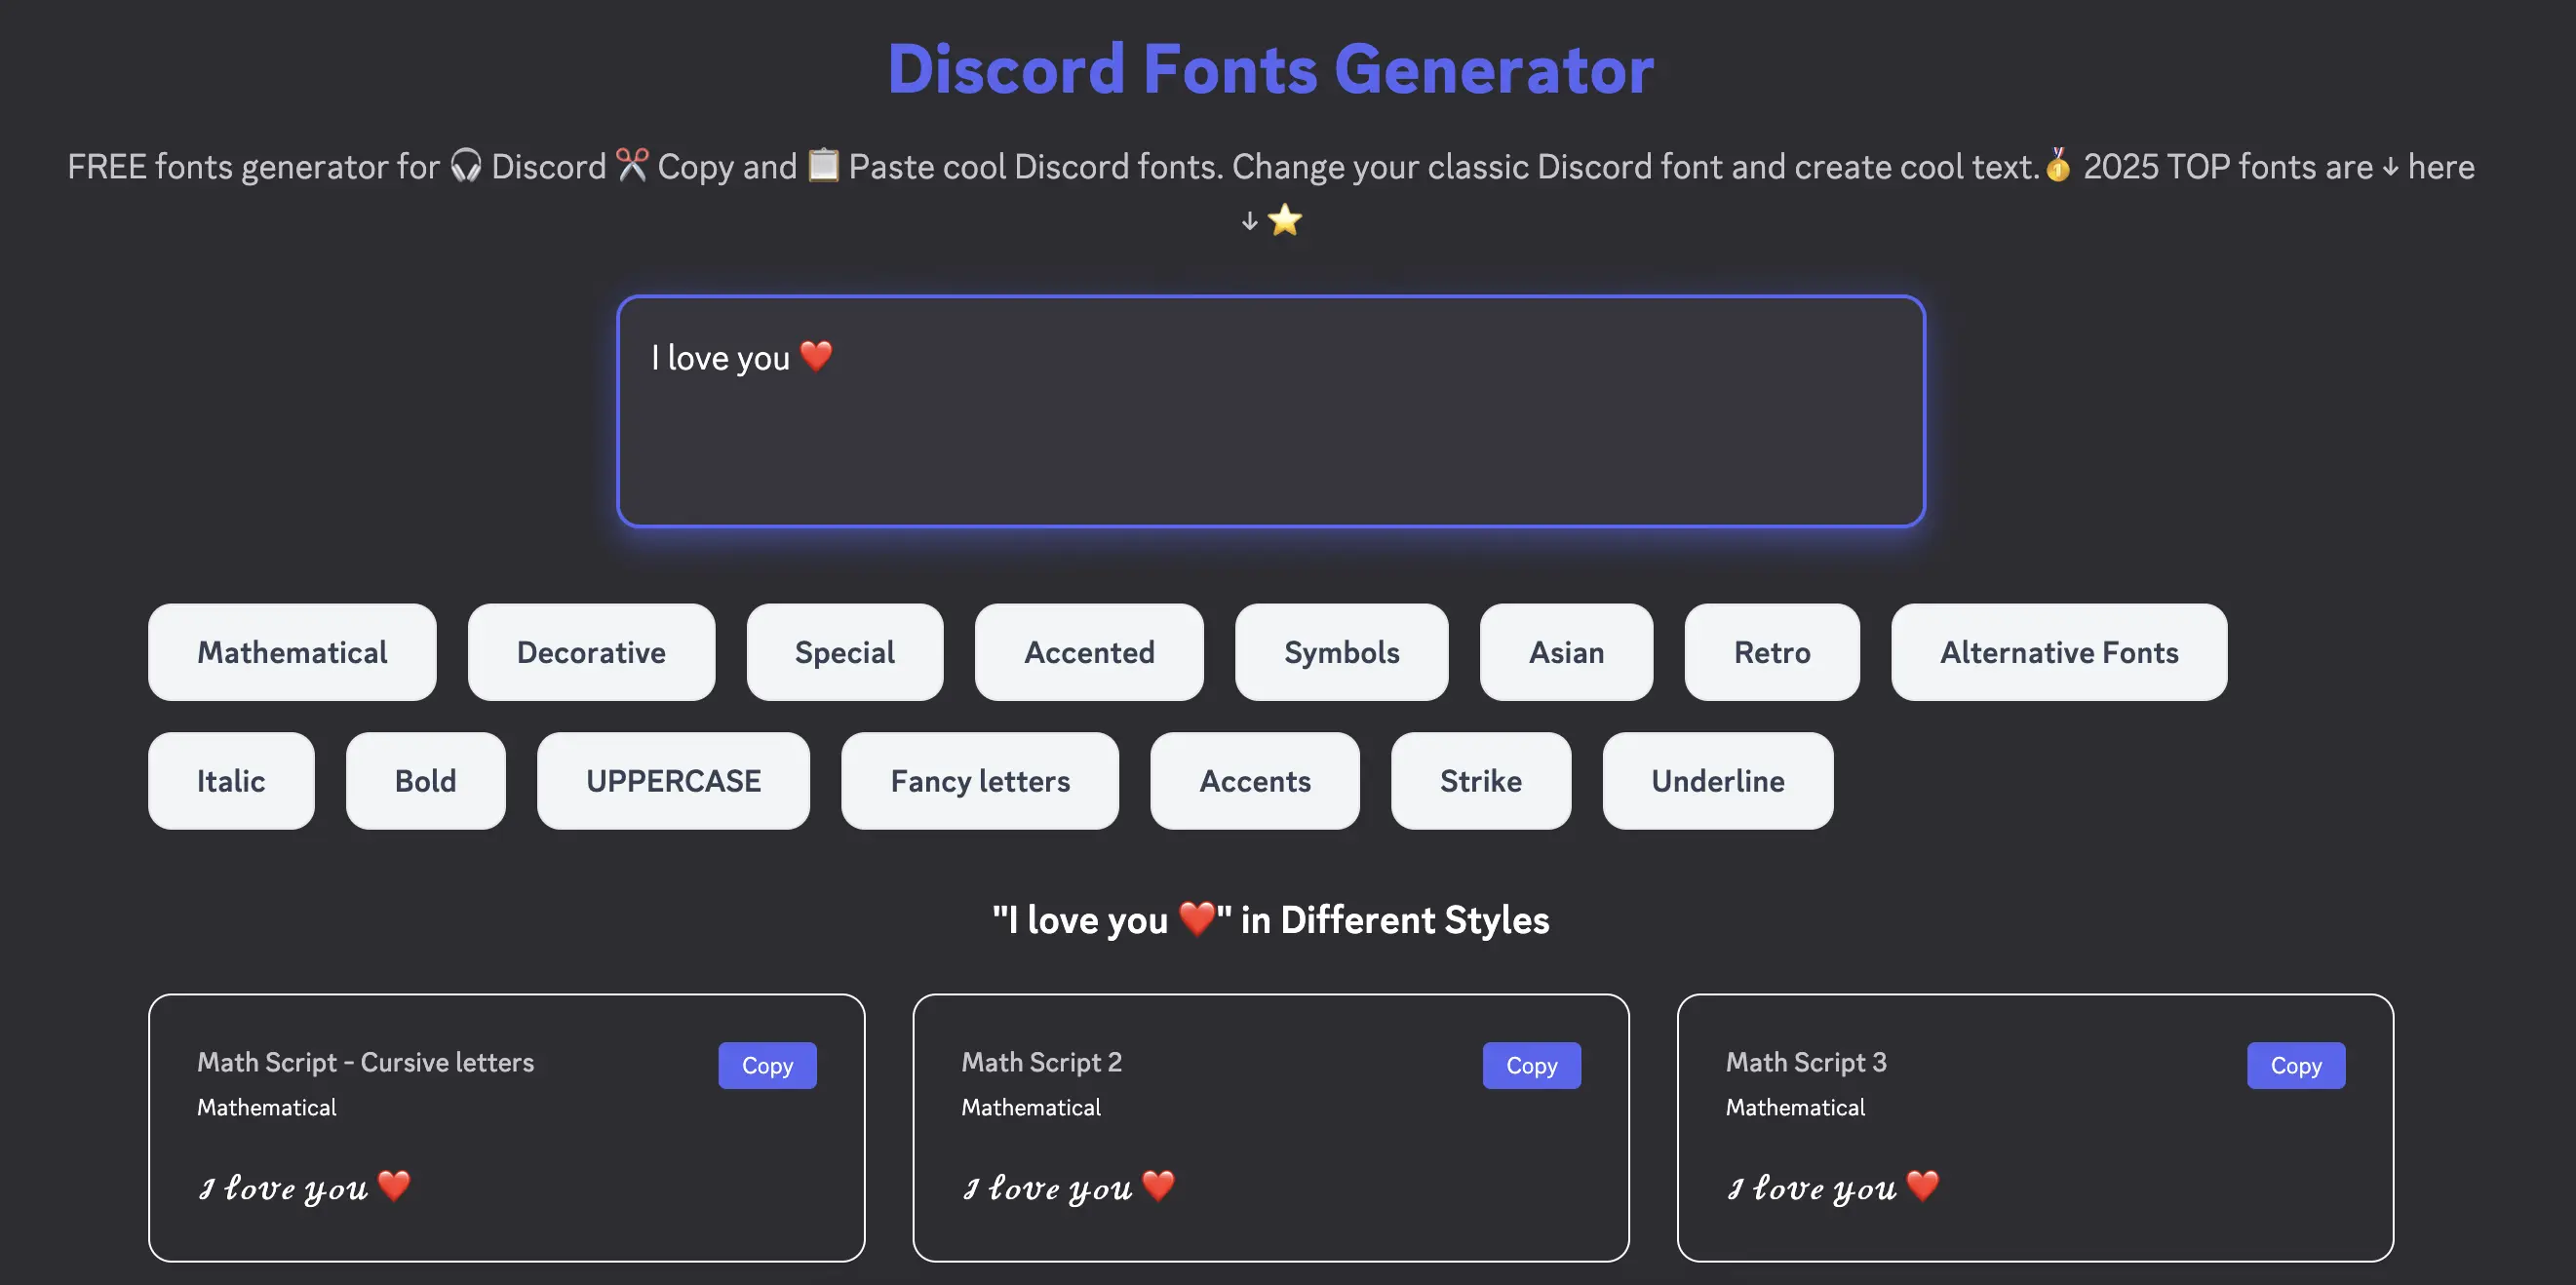 Discord Fonts Generator
FREE fonts generator for 🎧 Discord ✂️ Copy and 📋 Paste cool Discord fonts. Change your classic Discord font and create cool text.🏅 2025 TOP fonts are ↓ here
↓ ⭐
I love you ❤️
Mathematical Decorative Special Accented Symbols Asian Retro Alternative Fonts
Italic Bold UPPERCASE Fancy letters Accents Strike Underline
"I love you ❤️" in Different Styles
Math Script - Cursive letters Copy
Mathematical
𝓘 𝓵𝓸𝓿𝓮 𝔂𝓸𝓾 ❤️
Math Script 2 Copy
Mathematical
𝓘 𝓵𝓸𝓿𝓮 𝔂𝓸𝓾 ❤️
Math Script 3 Copy
Mathematical
𝓘 𝓵𝓸𝓿𝓮 𝔂𝓸𝓾 ❤️